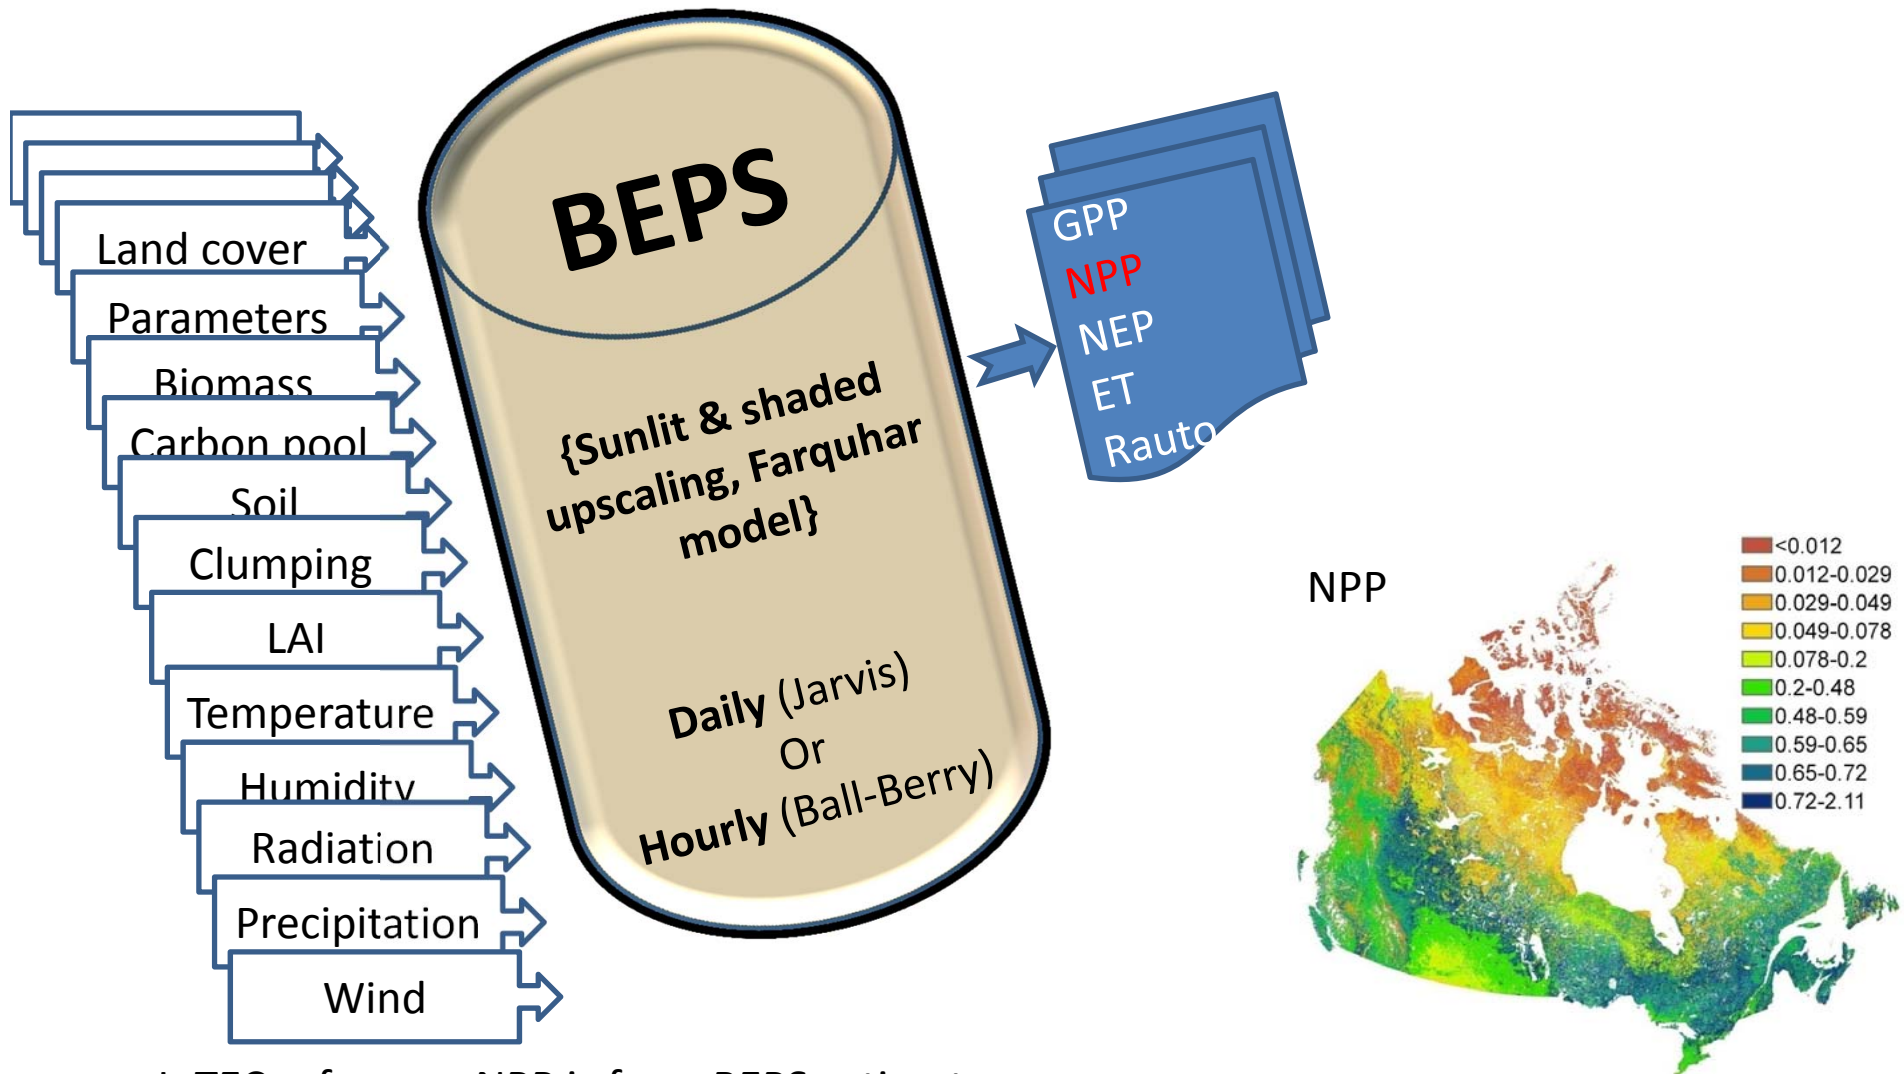 BEPS
{Sunlit & shaded
upscaling, Farquhar
model}
Daily (Jarvis)
Or
Hourly (Ball-Berry)
Land cover
Parameters
Biomass
Carbon pool
Soil
Clumping
LAI
Temperature
Humidity
Radiation
Precipitation
Wind
GPP
NPP
NEP
ET
Rauto
NPP
<0.012
0.012-0.029
0.029-0.049
0.049-0.078
0.078-0.2
0.2-0.48
0.48-0.59
0.59-0.65
0.65-0.72
0.72-2.11
a